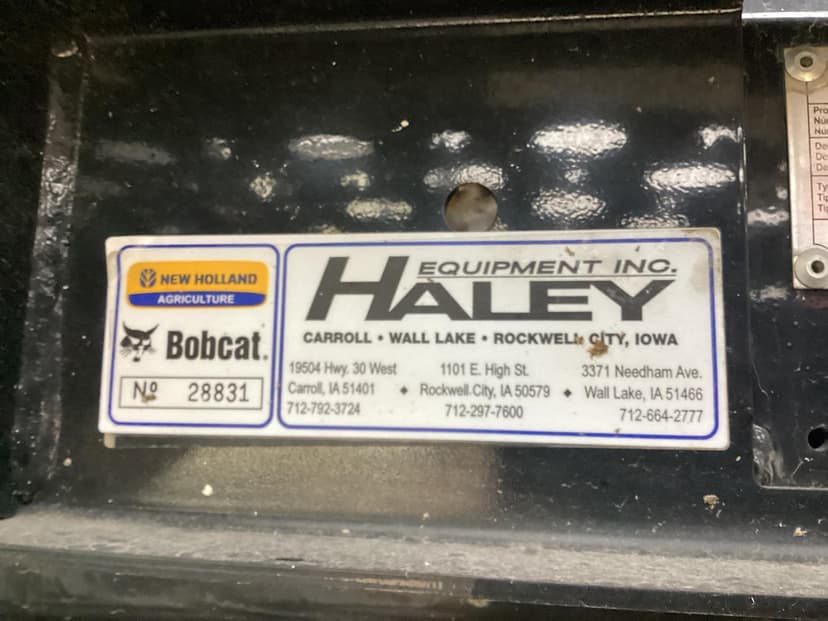 NEW HOLLAND
AGRICULTURE
Bobcat.
Nº 28831
EQUIPMENT INC.
HALEY
CARROLL • WALL LAKE • ROCKWELL CITY, IOWA
19504 Hwy. 30 West
Carroll, IA 51401
712-792-3724
◆
1101 E. High St.
Rockwell City, IA 50579
712-297-7600
◆
3371 Needham Ave.
Wall Lake, IA 51466
712-664-2777